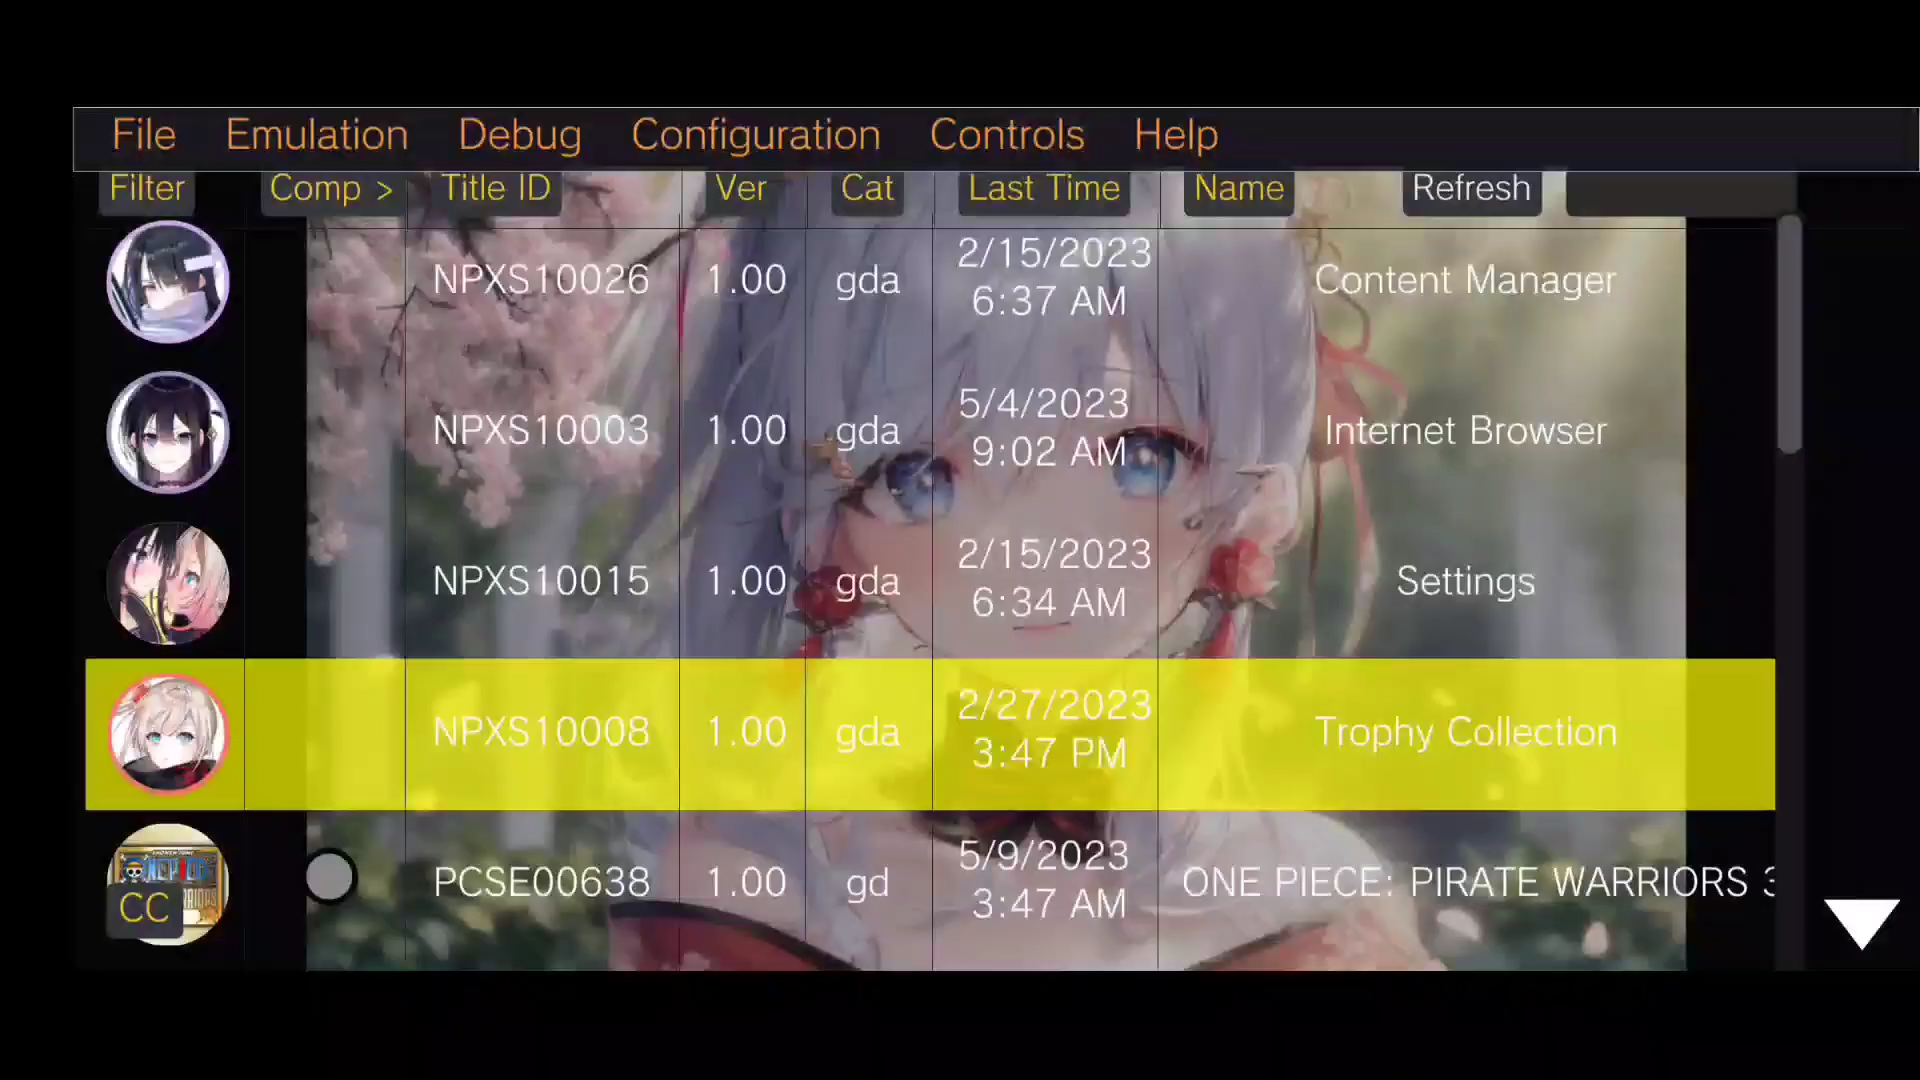 File Emulation Debug Configuration Controls Help
Filter Comp > Title ID Ver Cat Last Time Name Refresh
NPXS10026 1.00 gda 2/15/2023 6:37 AM Content Manager
NPXS10003 1.00 gda 5/4/2023 9:02 AM Internet Browser
NPXS10015 1.00 gda 2/15/2023 6:34 AM Settings
NPXS10008 1.00 gda 2/27/2023 3:47 PM Trophy Collection
CC PCSE00638 1.00 gd 5/9/2023 3:47 AM ONE PIECE: PIRATE WARRIORS 3